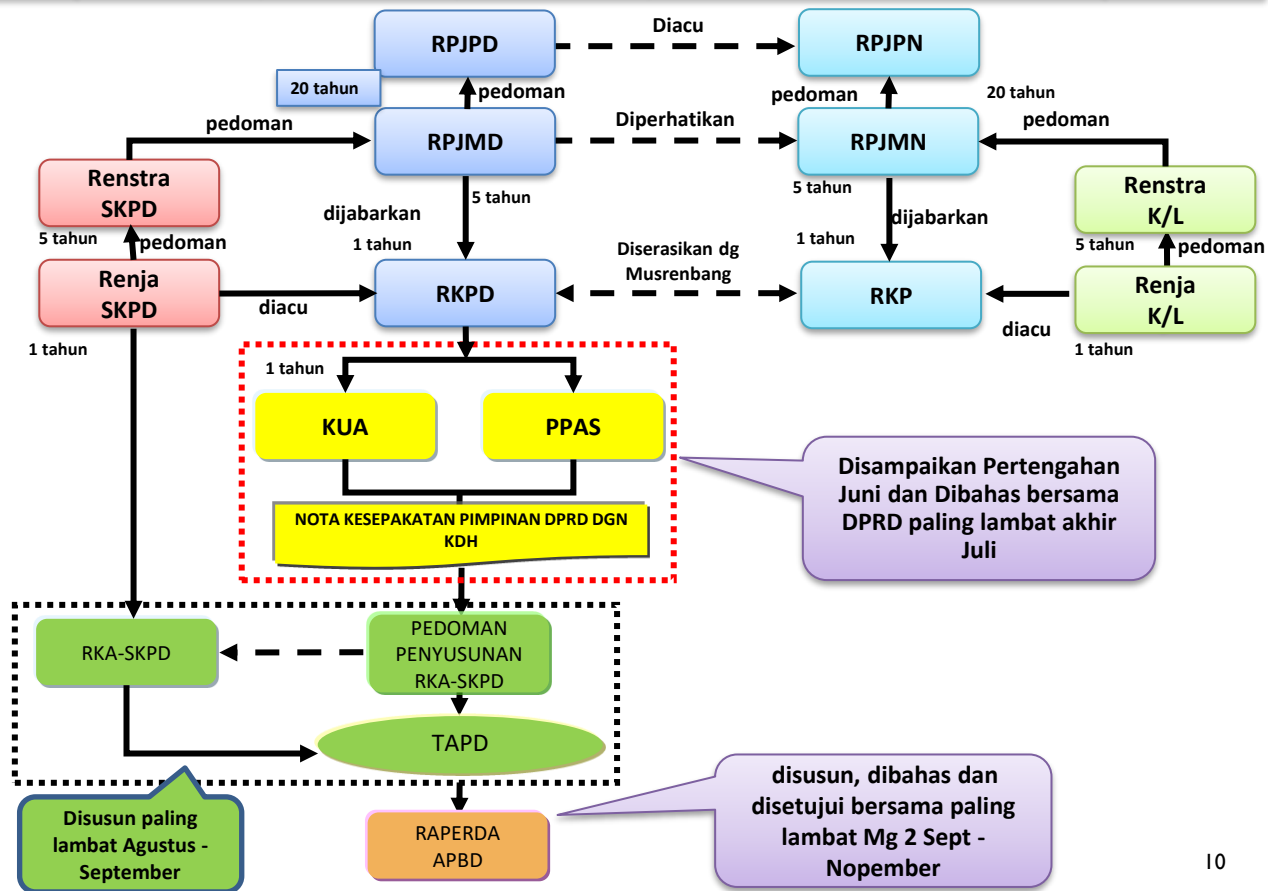 RPJPD
Diacu
RPJPN
20 tahun
pedoman
pedoman
20 tahun
pedoman
RPJMD
Diperhatikan
RPJMN
pedoman
Renstra
SKPD
5 tahun
5 tahun
Renstra
K/L
dijabarkan
dijabarkan
5 tahun
pedoman
1 tahun
Diserasikan dg
Musrenbang
1 tahun
5 tahun
pedoman
Renja
SKPD
diacu
RKPD
RKP
diacu
Renja
K/L
1 tahun
1 tahun
1 tahun
KUA
PPAS
Disampaikan Pertengahan
Juni dan Dibahas bersama
DPRD paling lambat akhir
Juli
NOTA KESEPAKATAN PIMPINAN DPRD DGN
KDH
RKA-SKPD
PEDOMAN
PENYUSUNAN
RKA-SKPD
TAPD
Disusun paling
lambat Agustus -
September
RAPERDA
APBD
disusun, dibahas dan
disetujui bersama paling
lambat Mg 2 Sept -
Nopember
10